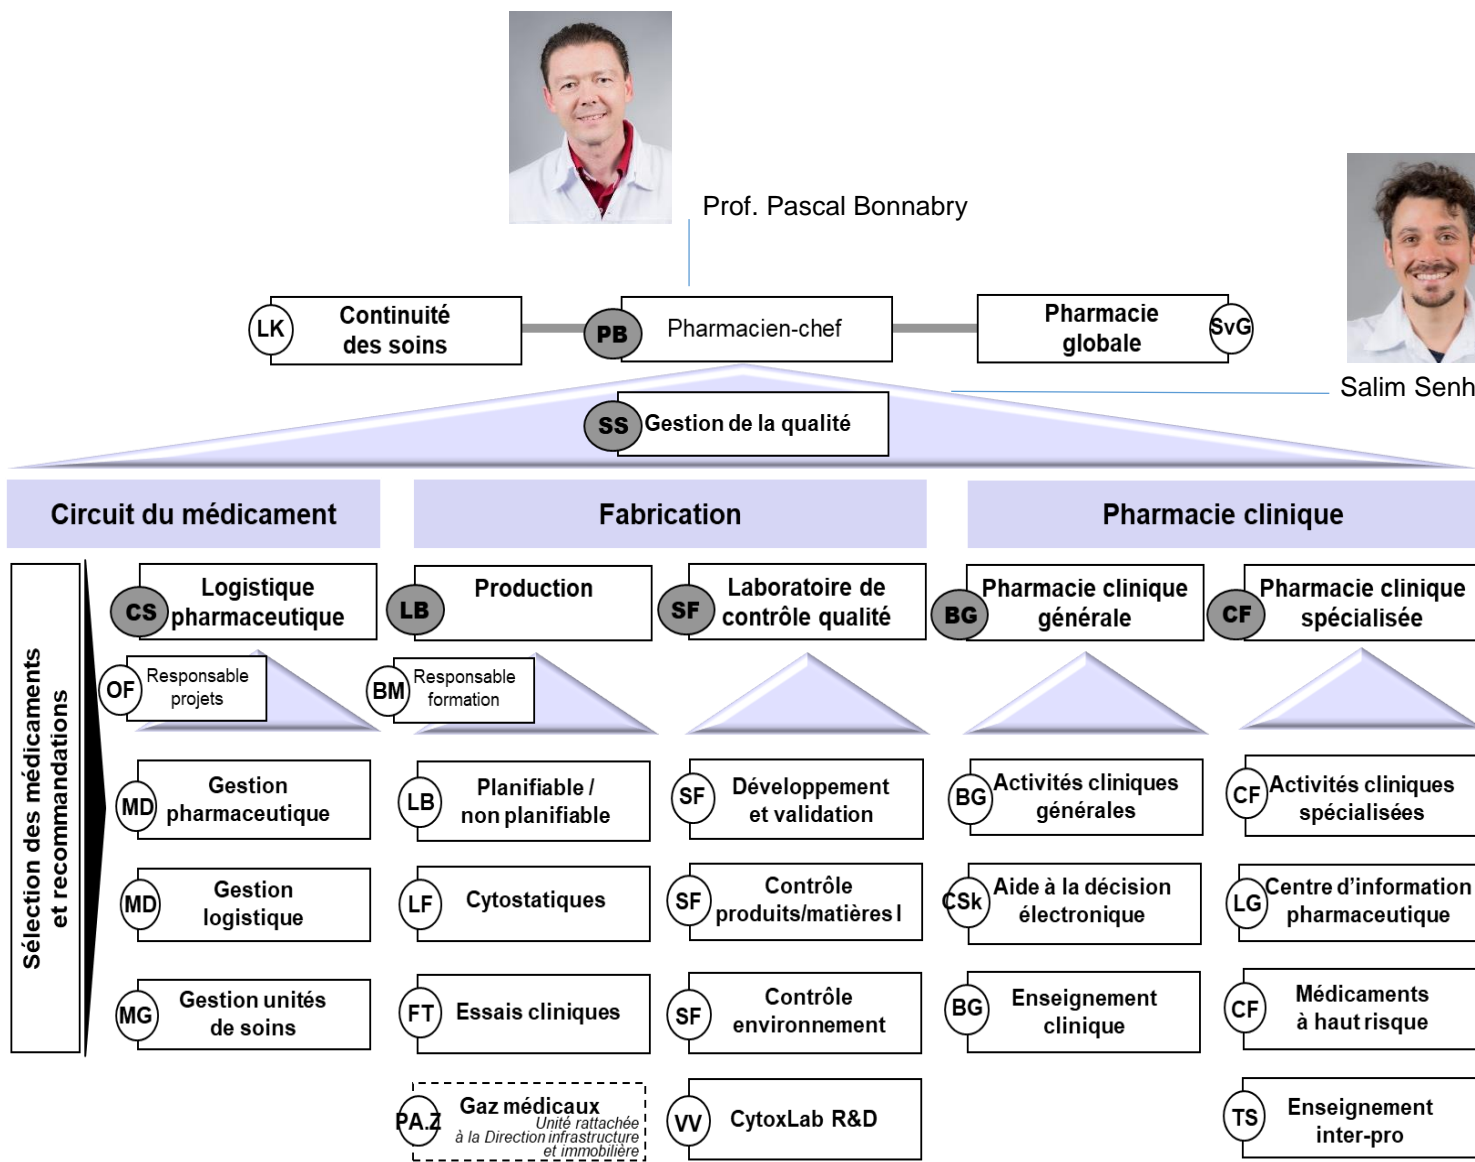 Prof. Pascal Bonnabry
LK
Continuité
des soins
PB
Pharmacien-chef
Pharmacie
globale
SvG
Salim Senh
SS
Gestion de la qualité
Circuit du médicament
Fabrication
Pharmacie clinique
Sélection des médicaments
et recommandations
CS
Logistique
pharmaceutique
LB
Production
SF
Laboratoire de
contrôle qualité
BG
Pharmacie clinique
générale
CF
Pharmacie clinique
spécialisée
OF
Responsable
projets
BM
Responsable
formation
MD
Gestion
pharmaceutique
LB
Planifiable /
non planifiable
SF
Développement
et validation
BG
Activités cliniques
générales
CF
Activités cliniques
spécialisées
MD
Gestion
logistique
LF
Cytostatiques
SF
Contrôle
produits/matières I
CSk
Aide à la décision
électronique
LG
Centre d'information
pharmaceutique
MG
Gestion unités
de soins
FT
Essais cliniques
SF
Contrôle
environnement
BG
Enseignement
clinique
CF
Médicaments
à haut risque
PA.Z
Gaz médicaux
Unité rattachée
à la Direction infrastructure
et immobilière
VV
CytoxLab R&D
TS
Enseignement
inter-pro